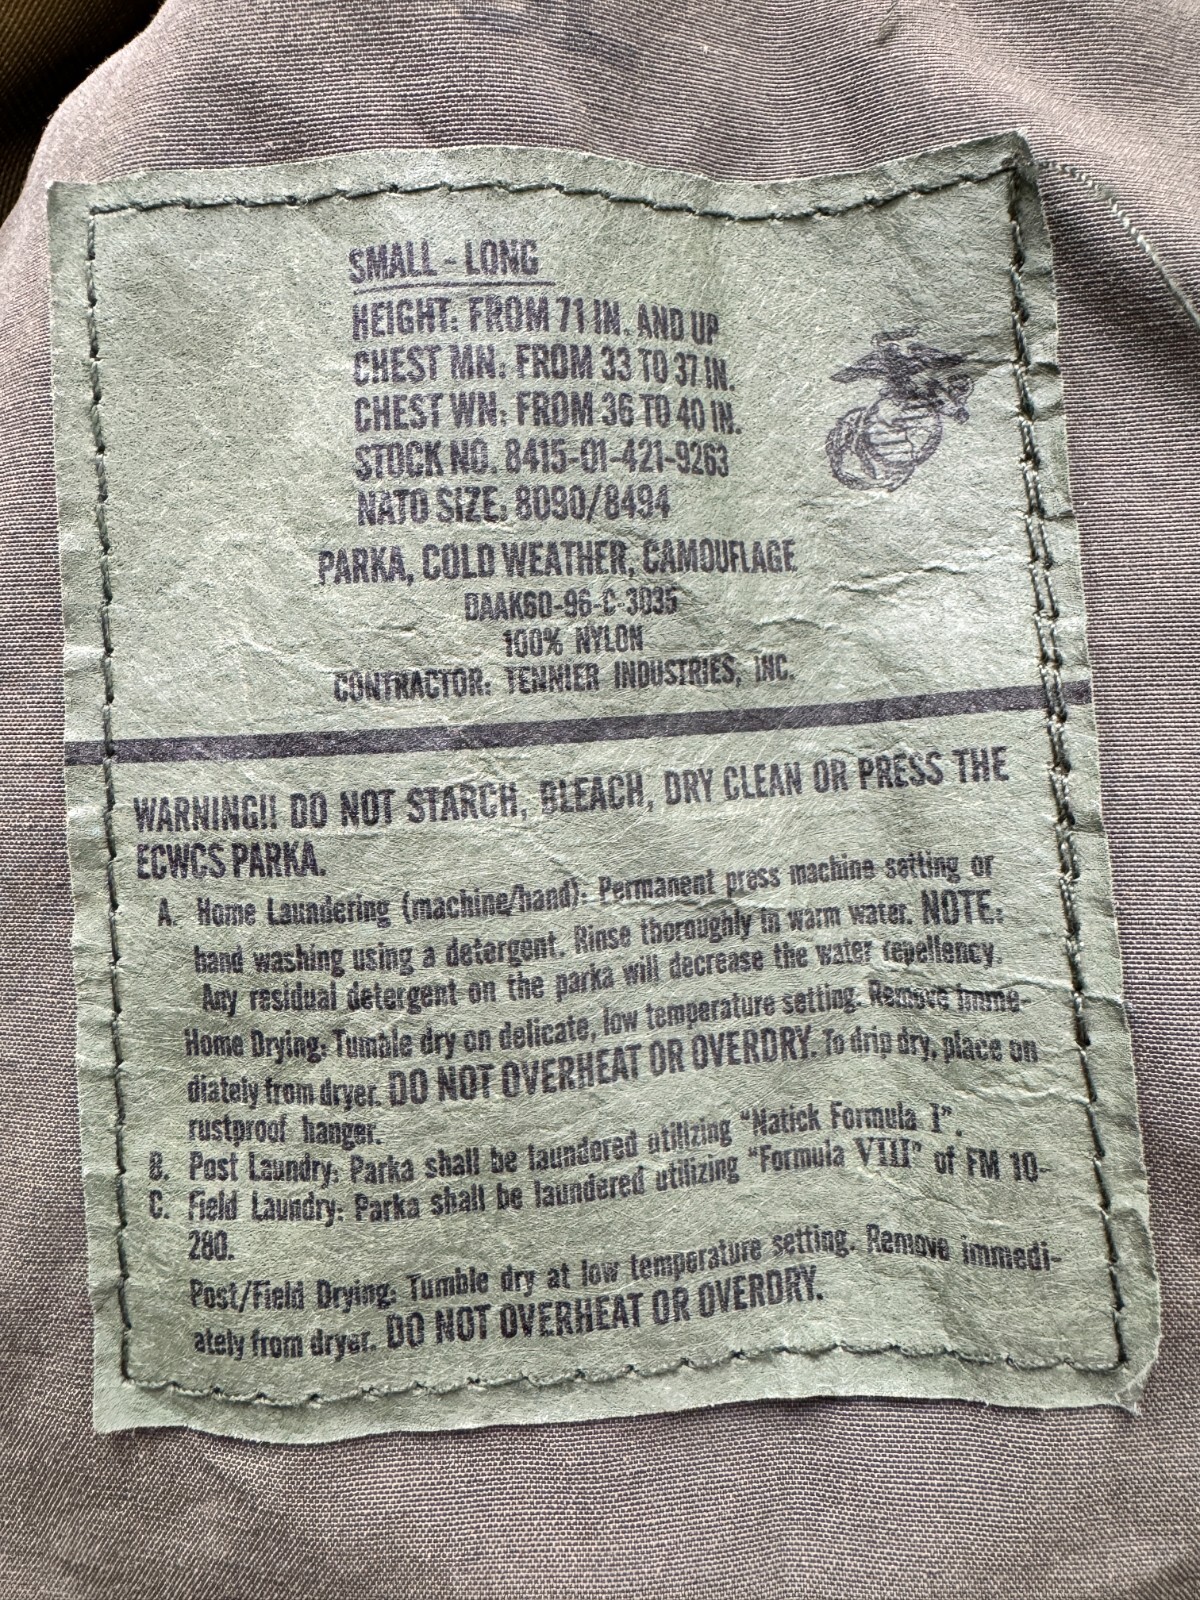 SMALL - LONG
HEIGHT: FROM 71 IN. AND UP
CHEST MN: FROM 33 TO 37 IN.
CHEST WN: FROM 36 TO 40 IN.
STOCK NO. 8415-01-421-9263
NATO SIZE: 8090/8494
PARKA, COLD WEATHER, CAMOUFLAGE
DAAK60-96-C-3035
100% NYLON
CONTRACTOR: TENNIER INDUSTRIES, INC.
WARNING!! DO NOT STARCH, BLEACH, DRY CLEAN OR PRESS THE
ECWCS PARKA.
A. Home Laundering (machine/hand): Permanent press machine setting or
hand washing using a detergent. Rinse thoroughly in warm water. NOTE:
Any residual detergent on the parka will decrease the water repellency.
Home Drying: Tumble dry on delicate, low temperature setting. Remove imme-
diately from dryer. DO NOT OVERHEAT OR OVERDRY. To drip dry, place on
rustproof hanger.
B. Post Laundry: Parka shall be laundered utilizing "Natick Formula I".
C. Field Laundry: Parka shall be laundered utilizing "Formula VIII" of FM 10-
280.
Post/Field Drying: Tumble dry at low temperature setting. Remove immedi-
ately from dryer. DO NOT OVERHEAT OR OVERDRY.